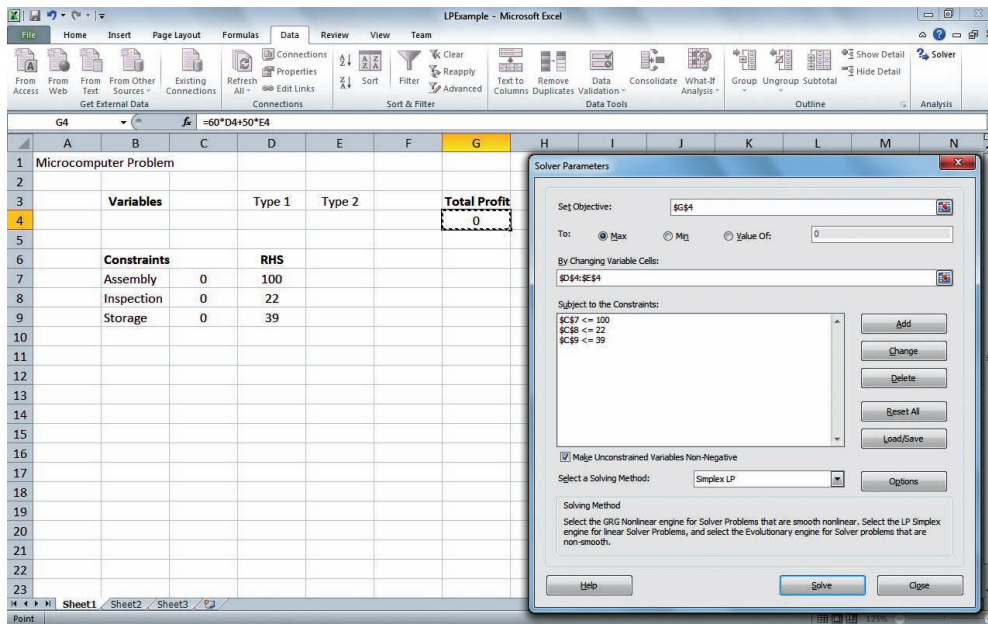 LPExample - Microsoft Excel
File Home Insert Page Layout Formulas Data Review View Team
From Access
From Web
From Text
From Other Sources
Existing Connections
Get External Data
Refresh All
Connections
Properties
Edit Links
Connections
Sort
Filter
Clear
Reapply
Advanced
Sort & Filter
Text to Columns
Remove Duplicates
Data Validation
Consolidate
What-If Analysis
Data Tools
Group
Ungroup
Subtotal
Show Detail
Hide Detail
Outline
Solver
Analysis
G4 fx =60*D4+50*E4
A B C D E F G H I J K L M N
1 Microcomputer Problem
2
3 Variables Type 1 Type 2 Total Profit
4 0
5
6 Constraints RHS
7 Assembly 0 100
8 Inspection 0 22
9 Storage 0 39
10
11
12
13
14
15
16
17
18
19
20
21
22
23
Sheet1 Sheet2 Sheet3
Point
125%
Solver Parameters
Set Objective: $G$4
To: Max Min Value Of: 0
By Changing Variable Cells:
$D$4:$E$4
Subject to the Constraints:
$C$7 <= 100
$C$8 <= 22
$C$9 <= 39
Add
Change
Delete
Reset All
Load/Save
Make Unconstrained Variables Non-Negative
Select a Solving Method: Simplex LP
Options
Solving Method
Select the GRG Nonlinear engine for Solver Problems that are smooth nonlinear. Select the LP Simplex
engine for linear Solver Problems, and select the Evolutionary engine for Solver problems that are
non-smooth.
Help
Solve
Close